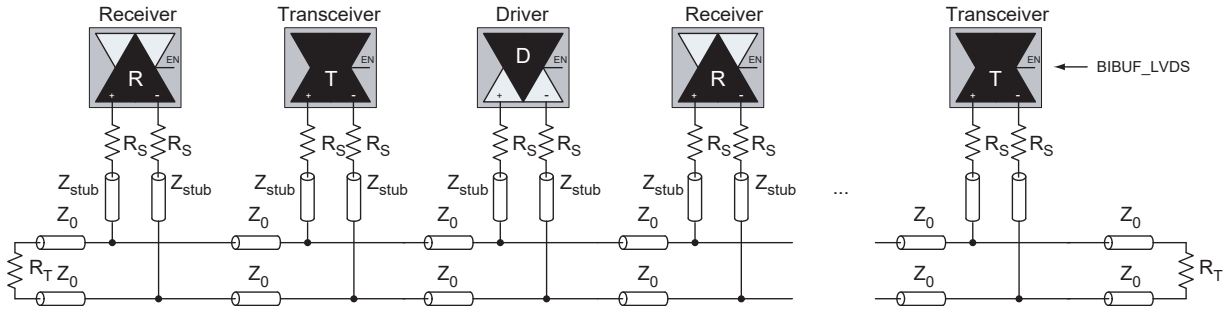 Receiver Transceiver Driver Receiver Transceiver
R EN T EN D EN R EN T EN BIBUF_LVDS
+ - + - + - + - + -
RS RS RS RS RS RS RS RS RS RS
Zstub Zstub Zstub Zstub Zstub Zstub ...
Z0 Z0 Z0 Z0 Z0 Z0
RT Z0 Z0 Z0 Z0 Z0 Z0 RT